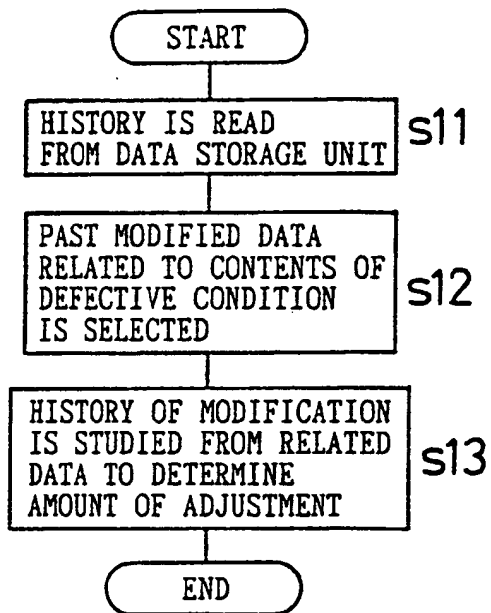 START
HISTORY IS READ
FROM DATA STORAGE UNIT
S11
PAST MODIFIED DATA
RELATED TO CONTENTS OF
DEFECTIVE CONDITION
IS SELECTED
S12
HISTORY OF MODIFICATION
IS STUDIED FROM RELATED
DATA TO DETERMINE
AMOUNT OF ADJUSTMENT
S13
END